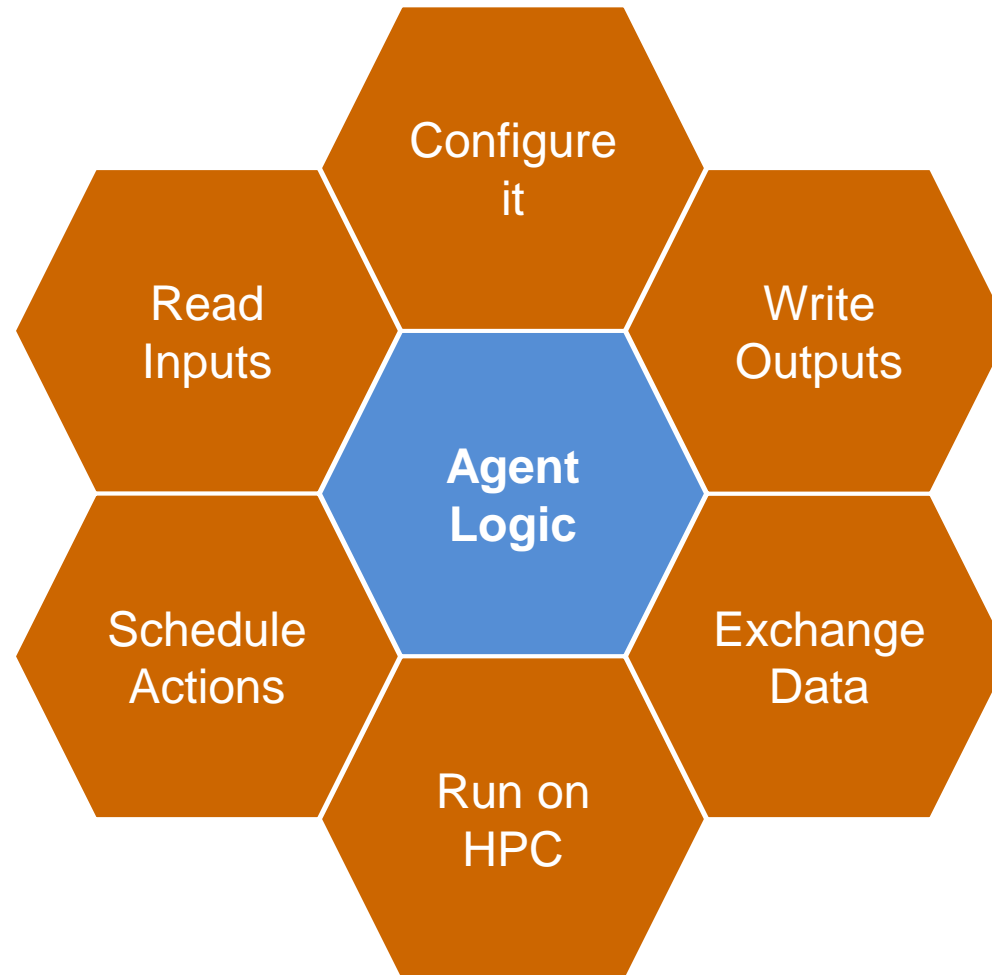 Configure
it
Read
Inputs
Write
Outputs
Agent
Logic
Schedule
Actions
Exchange
Data
Run on
HPC